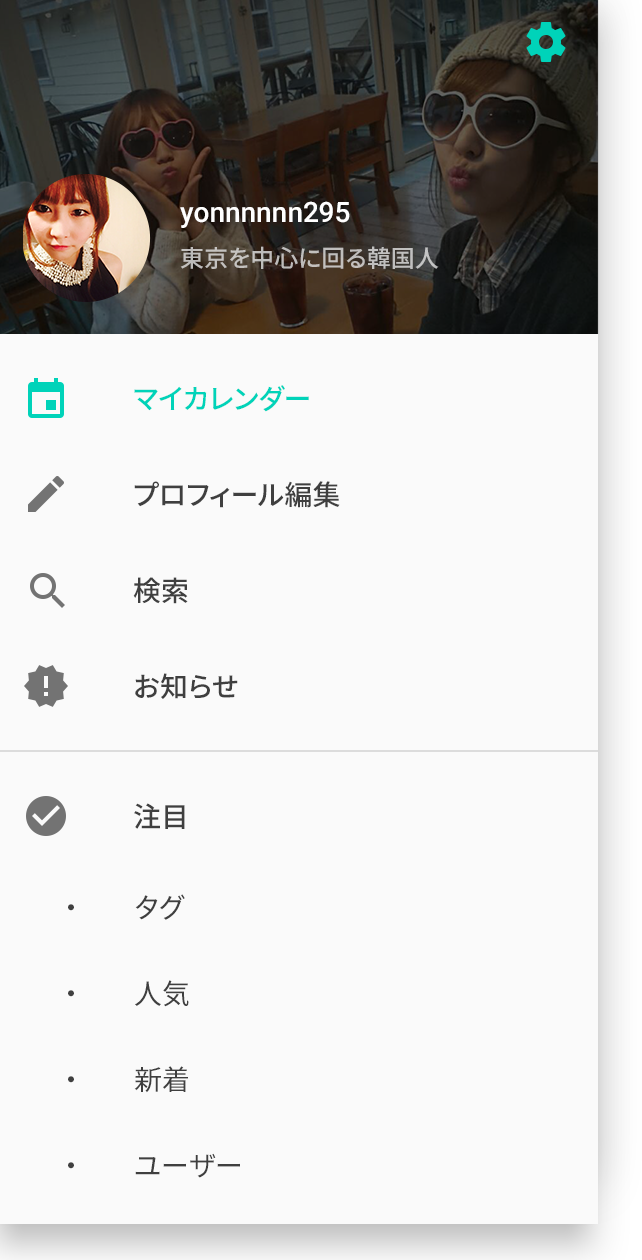 yonnnnnn295
東京を中心に回る韓国人
マイカレンダー
プロフィール編集
検索
お知らせ
注目
・ タグ
・ 人気
・ 新着
・ ユーザー